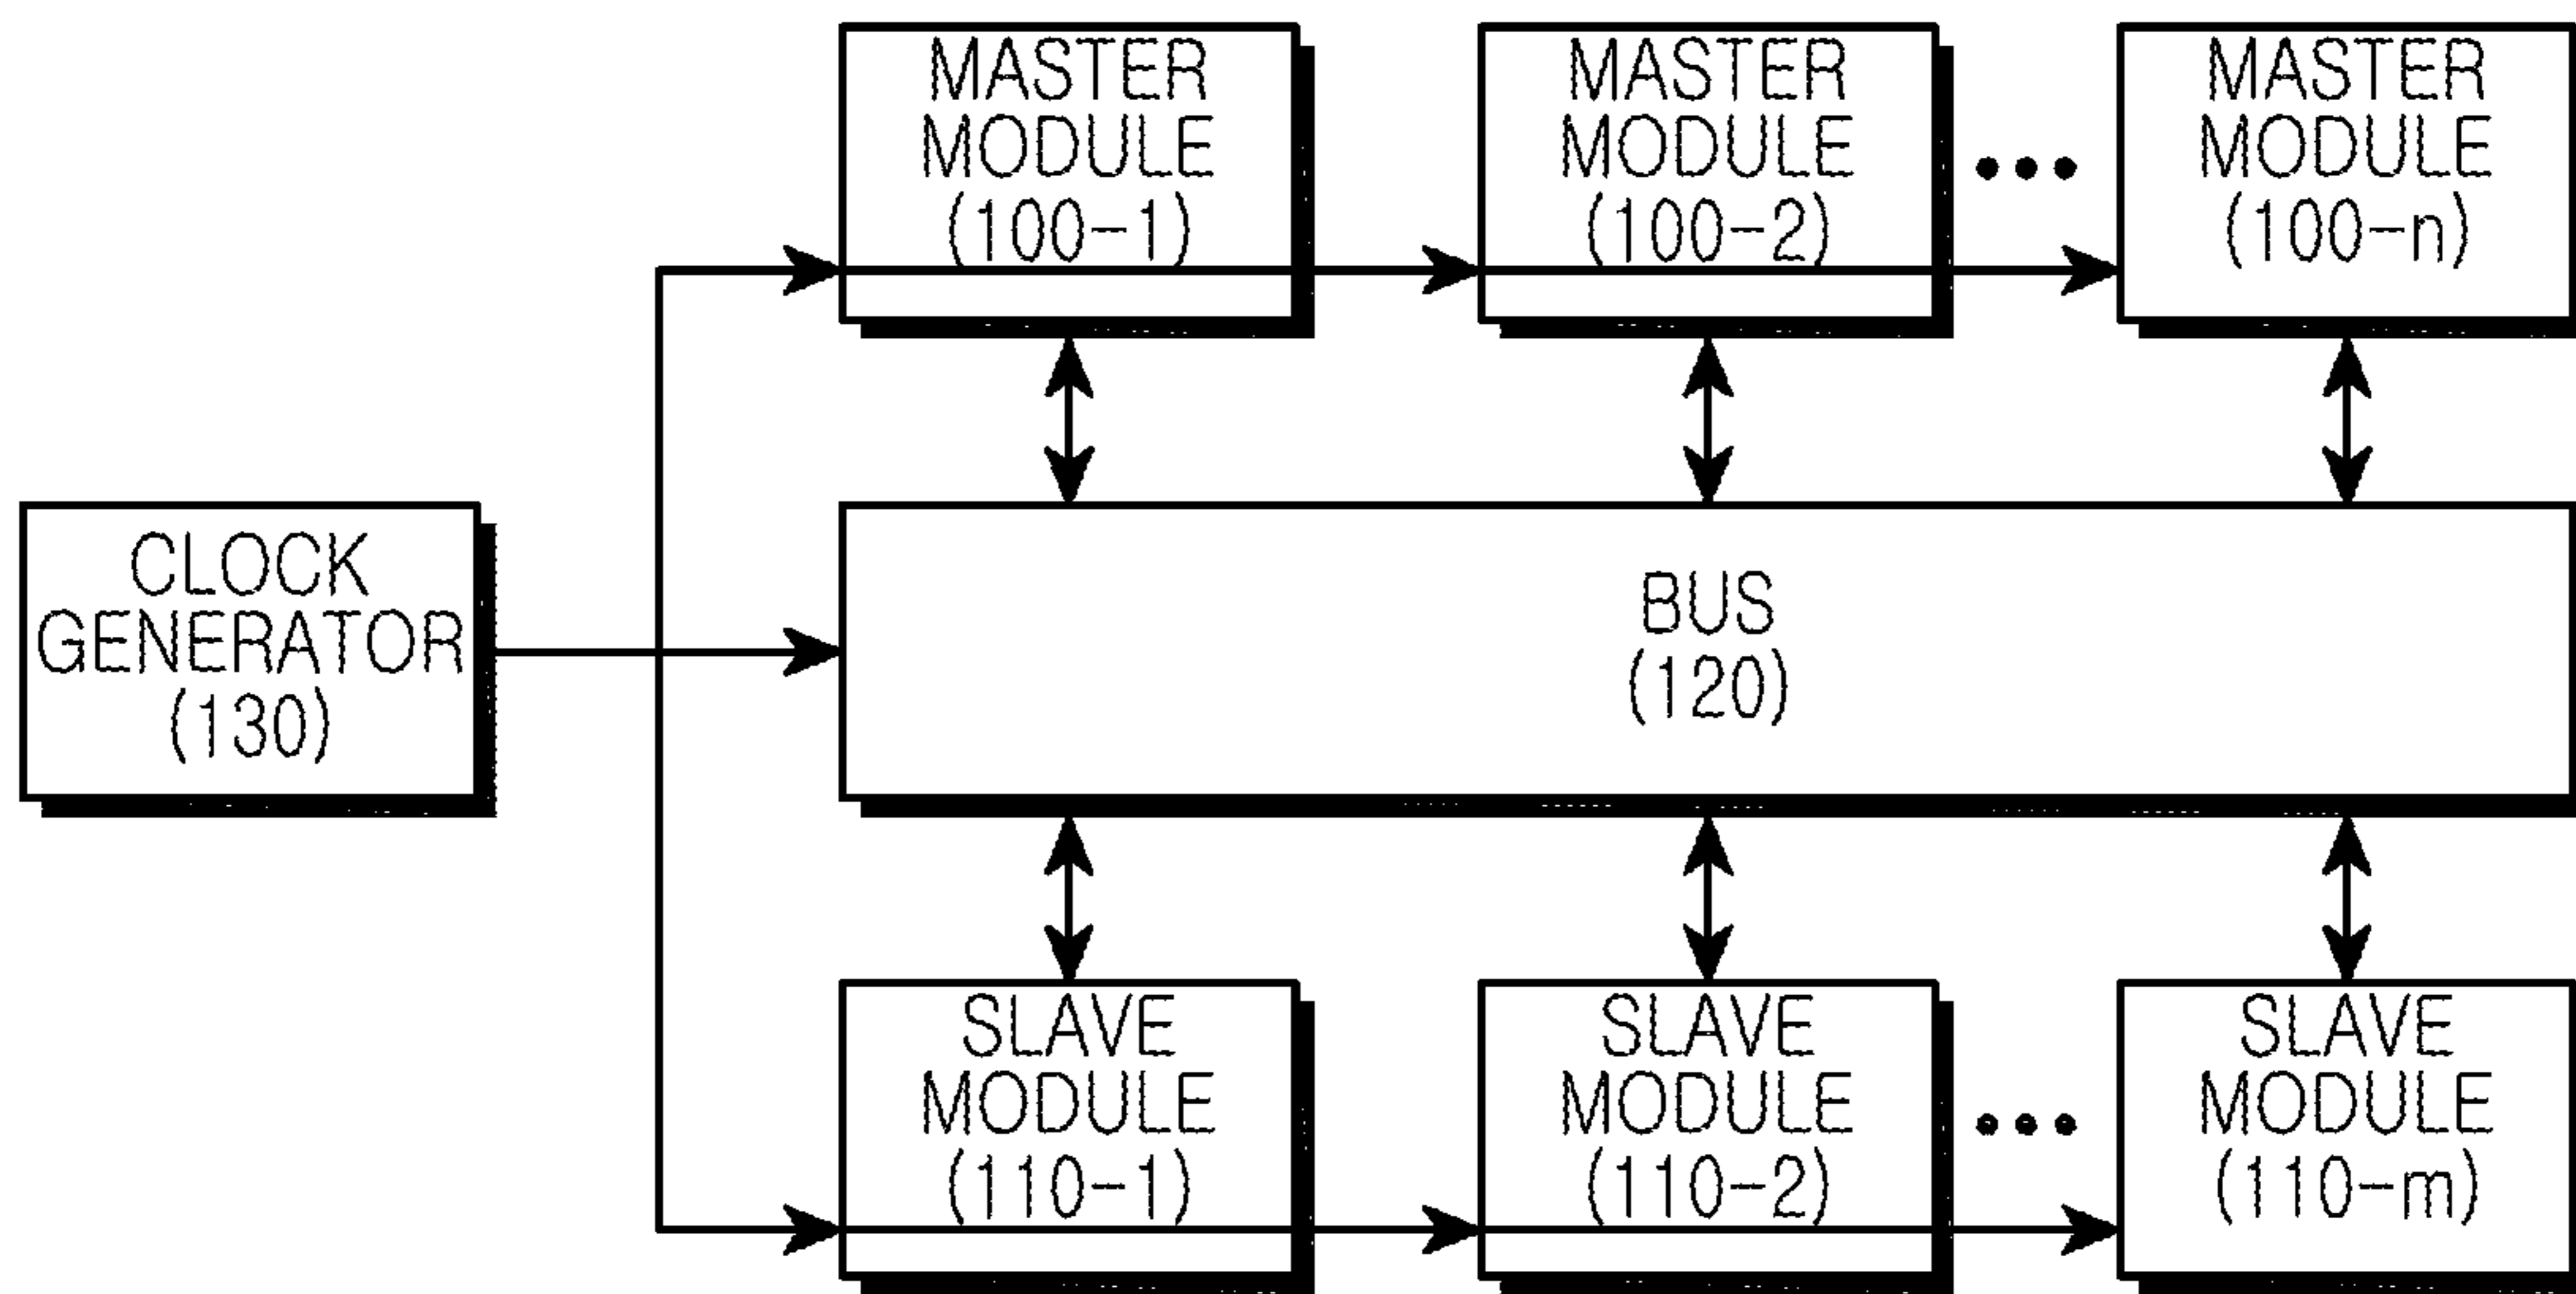 MASTER
MODULE
(100-1)
MASTER
MODULE
(100-2)
•••
MASTER
MODULE
(100-n)
CLOCK
GENERATOR
(130)
BUS
(120)
SLAVE
MODULE
(110-1)
SLAVE
MODULE
(110-2)
•••
SLAVE
MODULE
(110-m)